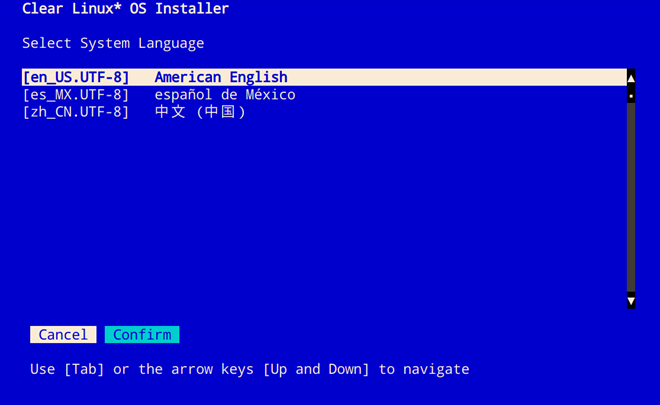 Clear Linux* OS Installer
Select System Language
[en_US.UTF-8] American English
[es_MX.UTF-8] español de México
[zh_CN.UTF-8] 中文 (中国)
Cancel Confirm
Use [Tab] or the arrow keys [Up and Down] to navigate